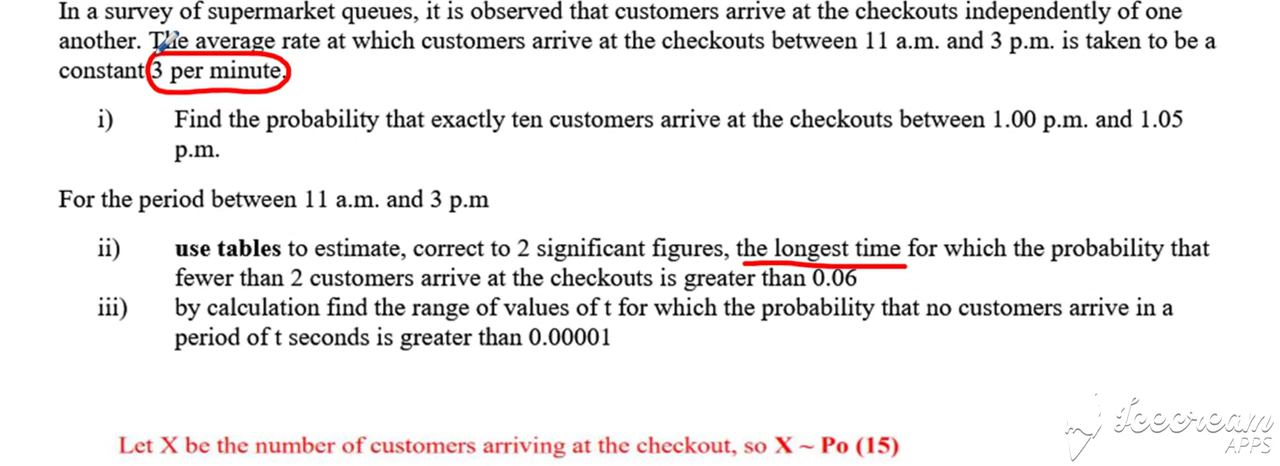 In a survey of supermarket queues, it is observed that customers arrive at the checkouts independently of one
another. The average rate at which customers arrive at the checkouts between 11 a.m. and 3 p.m. is taken to be a
constant 3 per minute.
i) Find the probability that exactly ten customers arrive at the checkouts between 1.00 p.m. and 1.05
p.m.
For the period between 11 a.m. and 3 p.m
ii) use tables to estimate, correct to 2 significant figures, the longest time for which the probability that
fewer than 2 customers arrive at the checkouts is greater than 0.06
iii) by calculation find the range of values of t for which the probability that no customers arrive in a
period of t seconds is greater than 0.00001
Icecream
APPS
Let X be the number of customers arriving at the checkout, so X ~ Po (15)